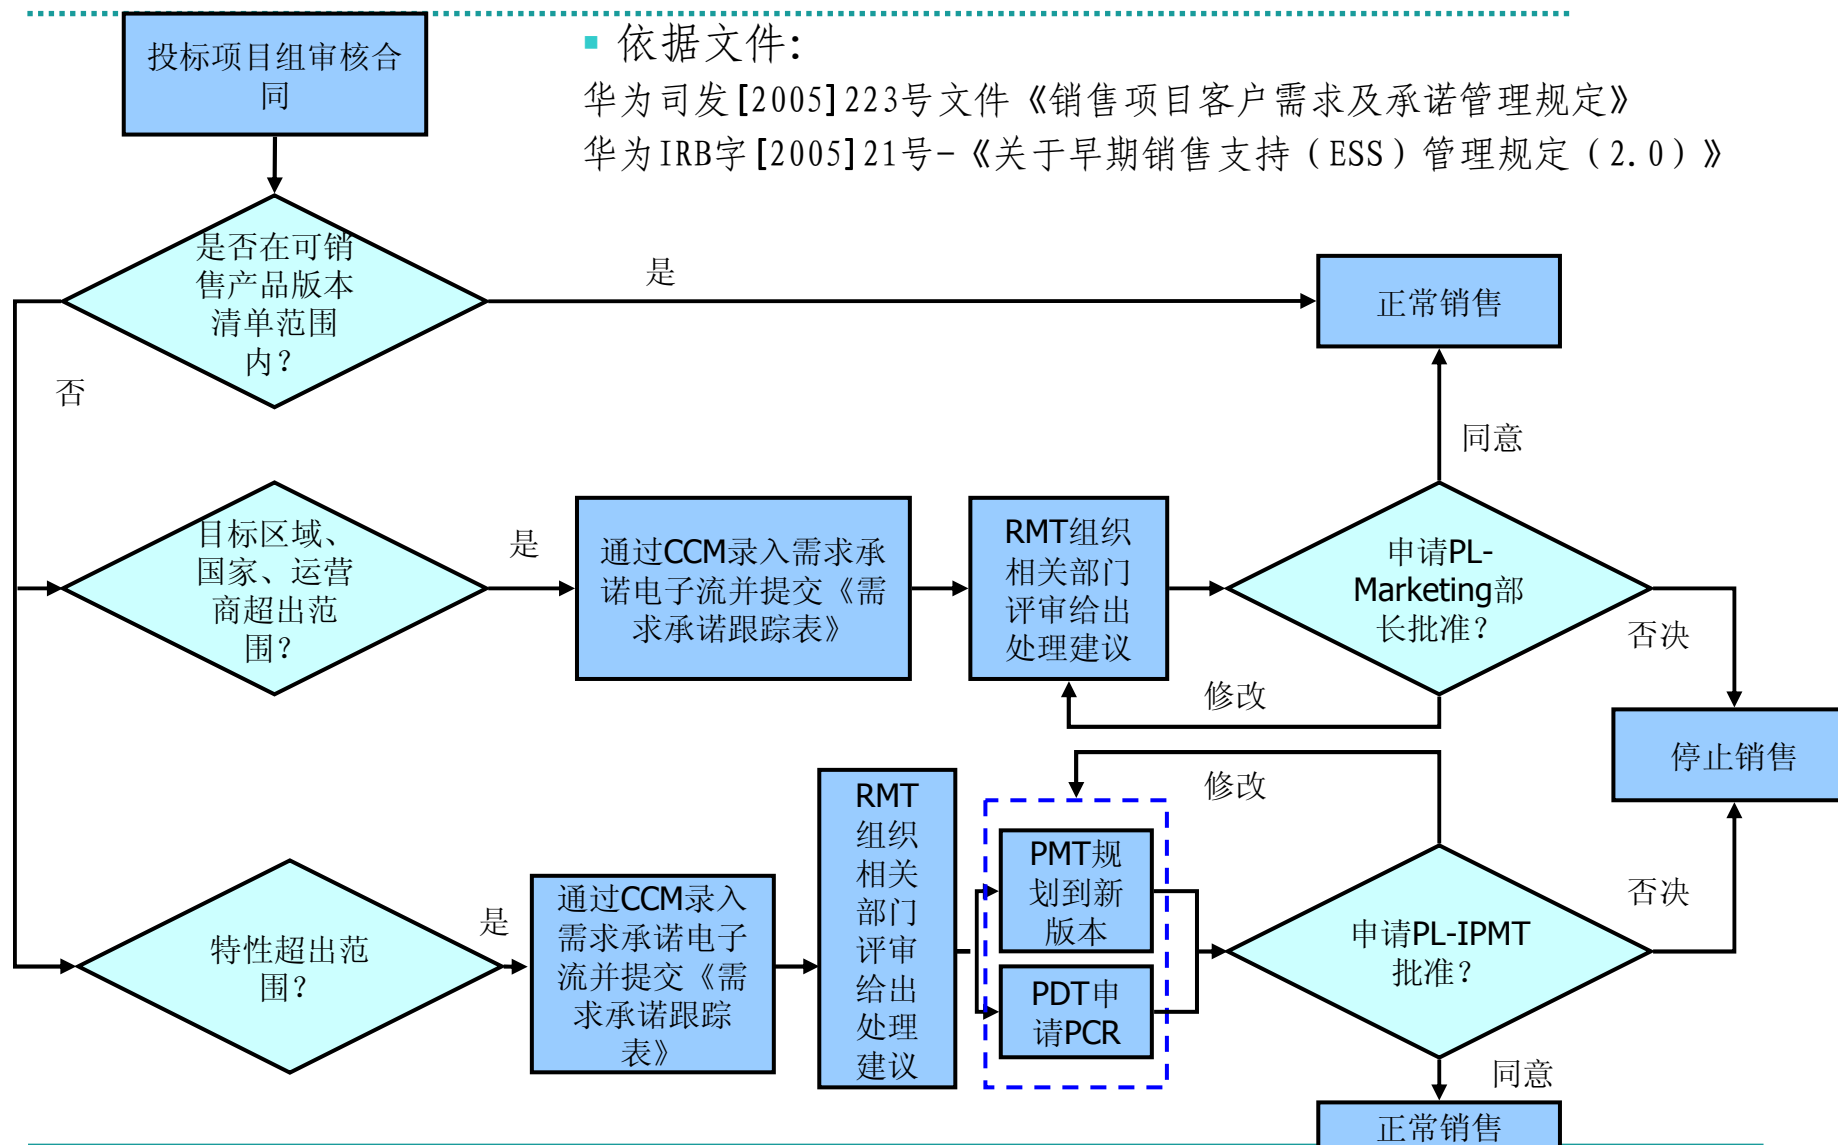 投标项目组审核合
同
依据文件:
华为司发[2005]223号文件《销售项目客户需求及承诺管理规定》
华为IRB字[2005]21号-《关于早期销售支持（ESS）管理规定（2.0）》
是否在可销
售产品版本
清单范围
内？
是
正常销售
否
同意
目标区域、
国家、运营
商超出范
围？
是
通过CCM录入需求承
诺电子流并提交《需
求承诺跟踪表》
RMT组织
相关部门
评审给出
处理建议
申请PL-
Marketing部
长批准？
否决
修改
停止销售
修改
特性超出范
围？
是
通过CCM录入
需求承诺电子
流并提交《需
求承诺跟踪
表》
RMT
组织
相关
部门
评审
给出
处理
建议
PMT规
划到新
版本
PDT申
请PCR
申请PL-IPMT
批准？
否决
同意
正常销售